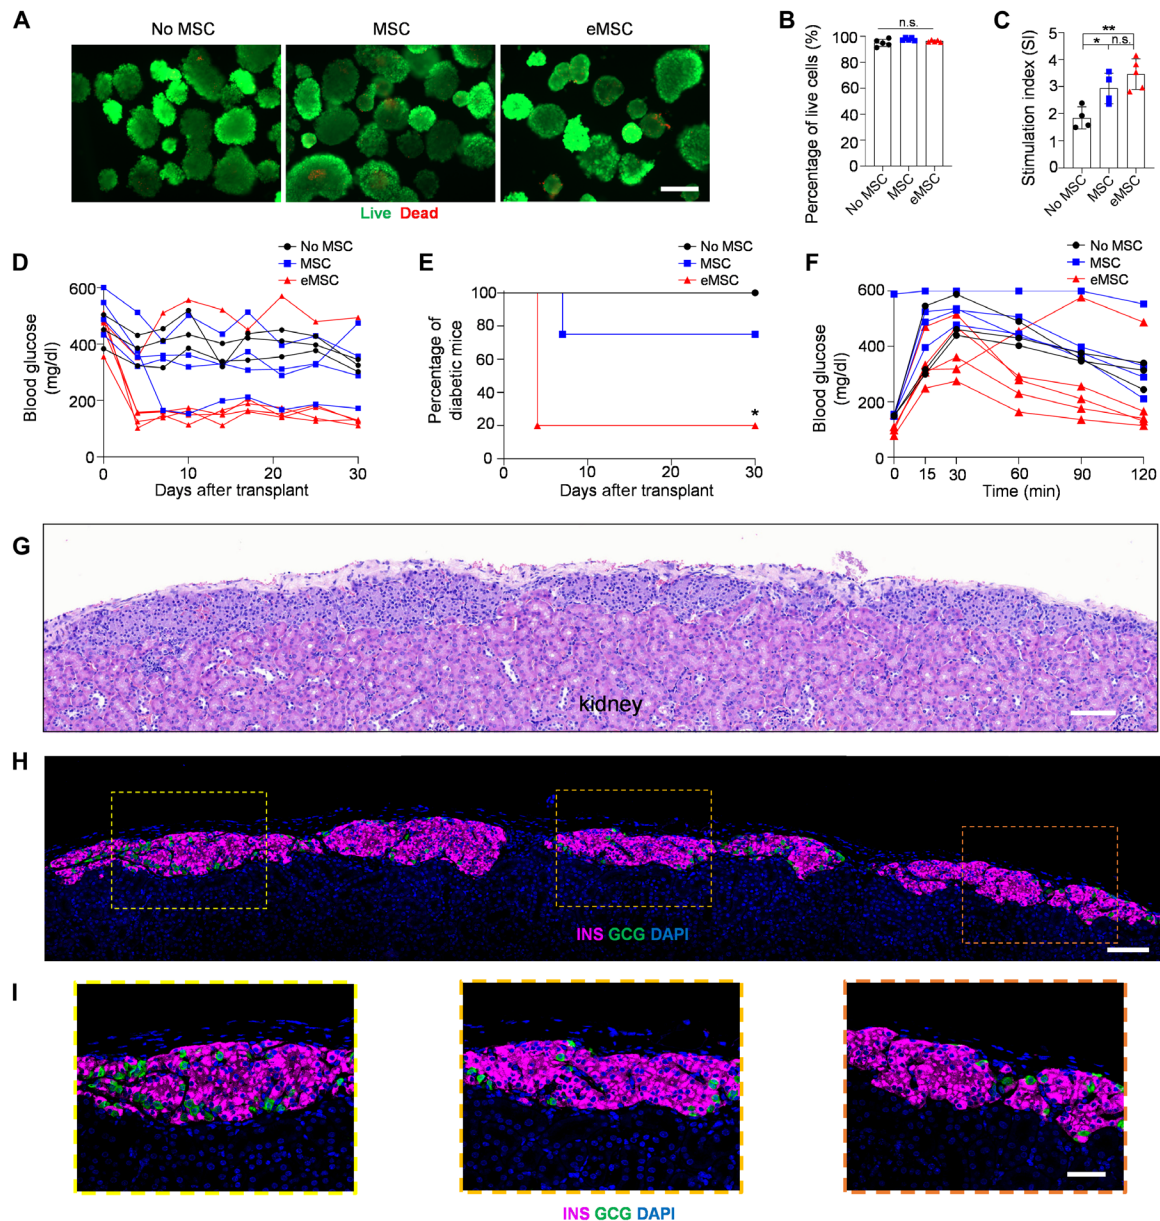 A
No MSC
MSC
eMSC
Live Dead
B
Percentage of live cells (%)
100
80
60
40
20
0
n.s.
No MSC
MSC
eMSC
C
Stimulation index (SI)
5
4
3
2
1
0
**
*
n.s.
No MSC
MSC
eMSC
D
No MSC
MSC
eMSC
Blood glucose
(mg/dl)
600
400
200
0
0
10
20
30
Days after transplant
E
No MSC
MSC
eMSC
Percentage of
diabetic mice
100
80
60
40
20
0
*
0
10
20
30
Days after transplant
F
No MSC
MSC
eMSC
Blood glucose
(mg/dl)
600
400
200
0
0
15
30
60
90
120
Time (min)
G
kidney
H
INS GCG DAPI
I
INS GCG DAPI